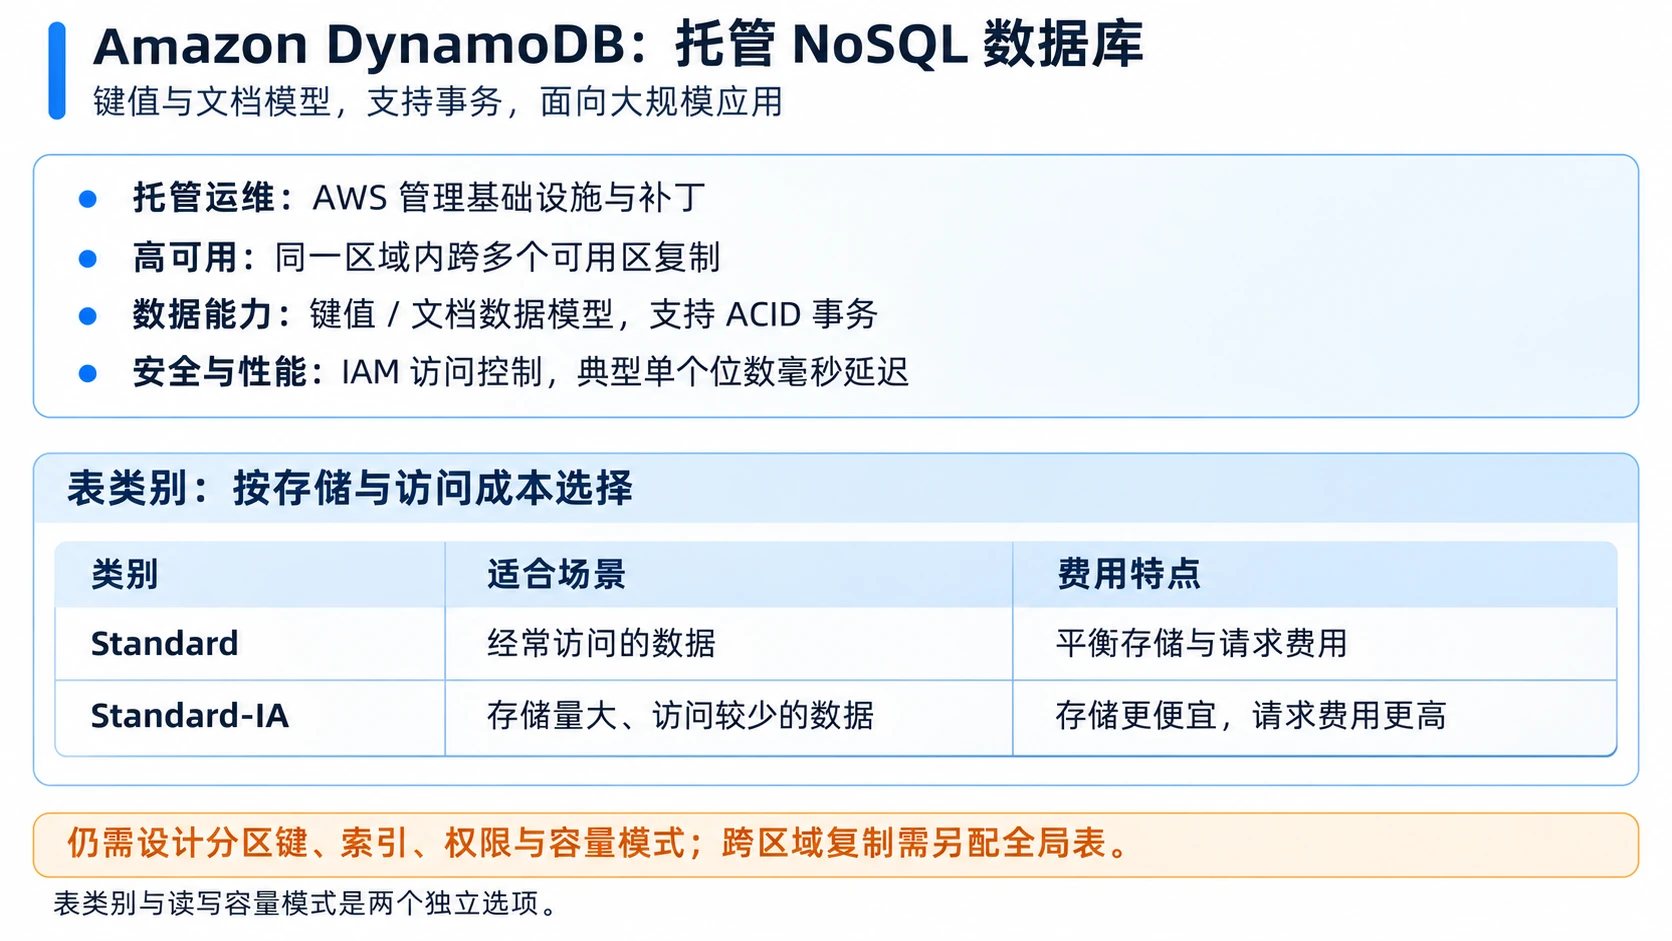 Amazon DynamoDB：托管 NoSQL 数据库
键值与文档模型，支持事务，面向大规模应用
托管运维：AWS 管理基础设施与补丁
高可用：同一区域内跨多个可用区复制
数据能力：键值 / 文档数据模型，支持 ACID 事务
安全与性能：IAM 访问控制，典型单个位数毫秒延迟
表类别：按存储与访问成本选择
类别 适合场景 费用特点
Standard 经常访问的数据 平衡存储与请求费用
Standard-IA 存储量大、访问较少的数据 存储更便宜，请求费用更高
仍需设计分区键、索引、权限与容量模式；跨区域复制需另配全局表。
表类别与读写容量模式是两个独立选项。